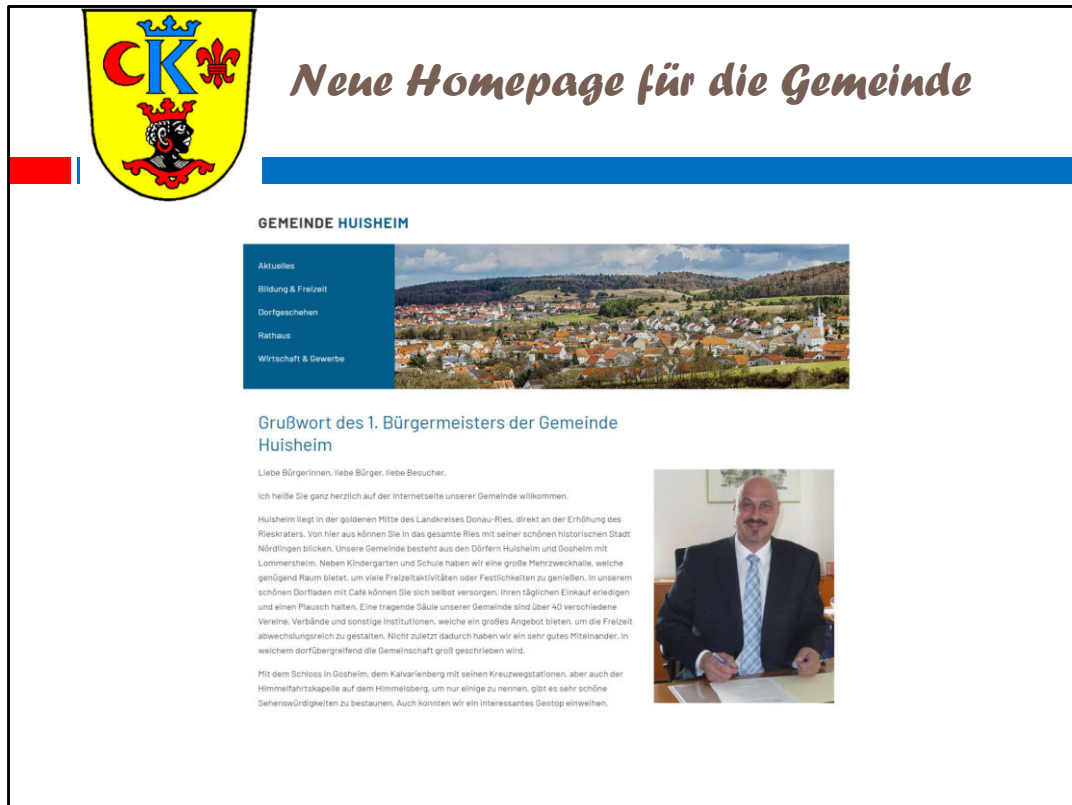 CK
Neue Homepage für die Gemeinde
GEMEINDE HUISHEIM
Aktuelles
Bildung & Freizeit
Dorfgeschehen
Rathaus
Wirtschaft & Gewerbe
Grußwort des 1. Bürgermeisters der Gemeinde
Huisheim
Liebe Bürgerinnen, liebe Bürger, liebe Besucher,
ich heiße Sie ganz herzlich auf der Internetseite unserer Gemeinde willkommen.
Huisheim liegt in der goldenen Mitte des Landkreises Donau-Ries, direkt an der Erhöhung des
Rieskraters. Von hier aus können Sie in das gesamte Ries mit seiner schönen historischen Stadt
Nördlingen blicken. Unsere Gemeinde besteht aus den Dörfern Huisheim und Gosheim mit
Lommersheim. Neben Kindergarten und Schule haben wir eine große Mehrzweckhalle, welche
genügend Raum bietet, um viele Freizeitaktivitäten oder Festlichkeiten zu genießen. In unserem
schönen Dorfladen mit Café können Sie sich selbst versorgen, Ihren täglichen Einkauf erledigen
und einen Plausch halten. Eine tragende Säule unserer Gemeinde sind über 40 verschiedene
Vereine, Verbände und sonstige Institutionen, welche ein großes Angebot bieten, um die Freizeit
abwechslungsreich zu gestalten. Nicht zuletzt dadurch haben wir ein sehr gutes Miteinander, in
welchem dorfübergreifend die Gemeinschaft groß geschrieben wird.
Mit dem Schloss in Gosheim, dem Kalvarienberg mit seinen Kreuzwegstationen, aber auch der
Himmelfahrtskapelle auf dem Himmelsberg, um nur einige zu nennen, gibt es sehr schöne
Sehenswürdigkeiten zu bestaunen. Auch konnten wir ein interessantes Geotop einweihen.